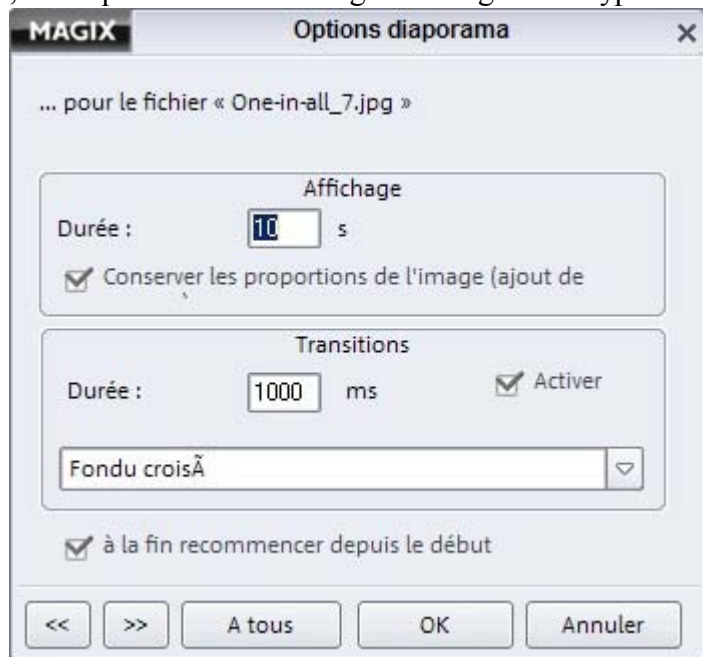 MAGIX Options diaporama
... pour le fichier « One-in-all_7.jpg »
Affichage
Durée : 10 s
Conserver les proportions de l'image (ajout de
Transitions
Durée : 1000 ms Activer
Fondu croisÃ
à la fin recommencer depuis le début
<< >> A tous OK Annuler